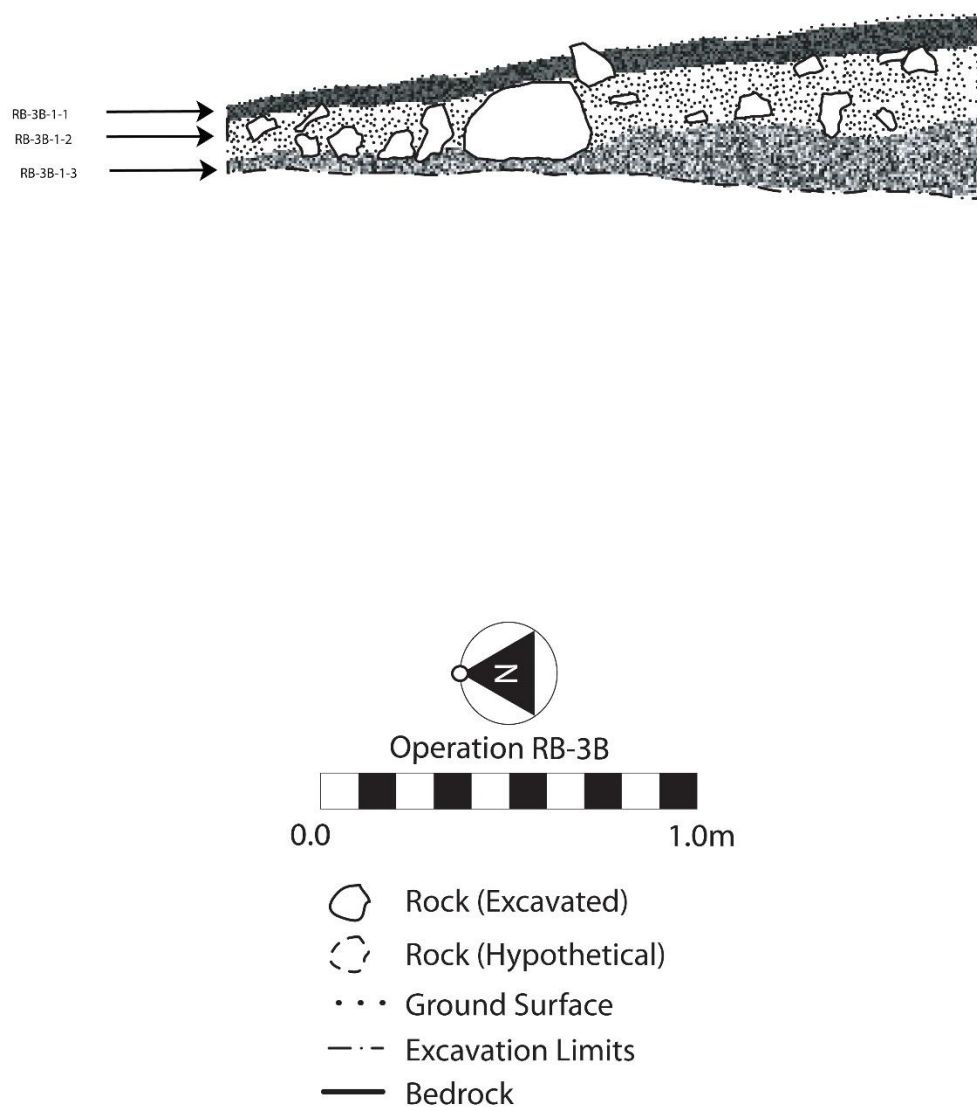 RB-3B-1-1
RB-3B-1-2
RB-3B-1-3
N
Operation RB-3B
0.0 1.0m
Rock (Excavated)
Rock (Hypothetical)
Ground Surface
Excavation Limits
Bedrock